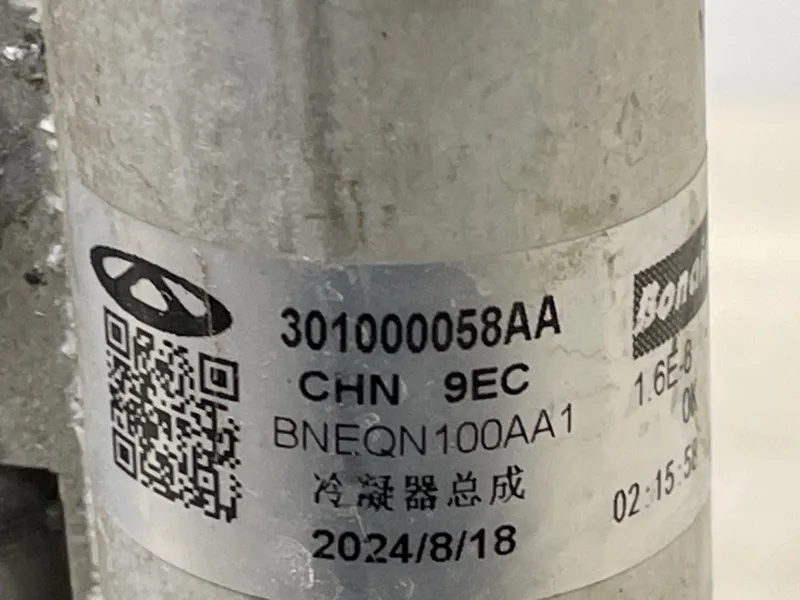 301000058AA
CHN 9EC
BNEQN100AA1
冷凝器总成
2024/8/18
1.6E-8
OK
02:15:58